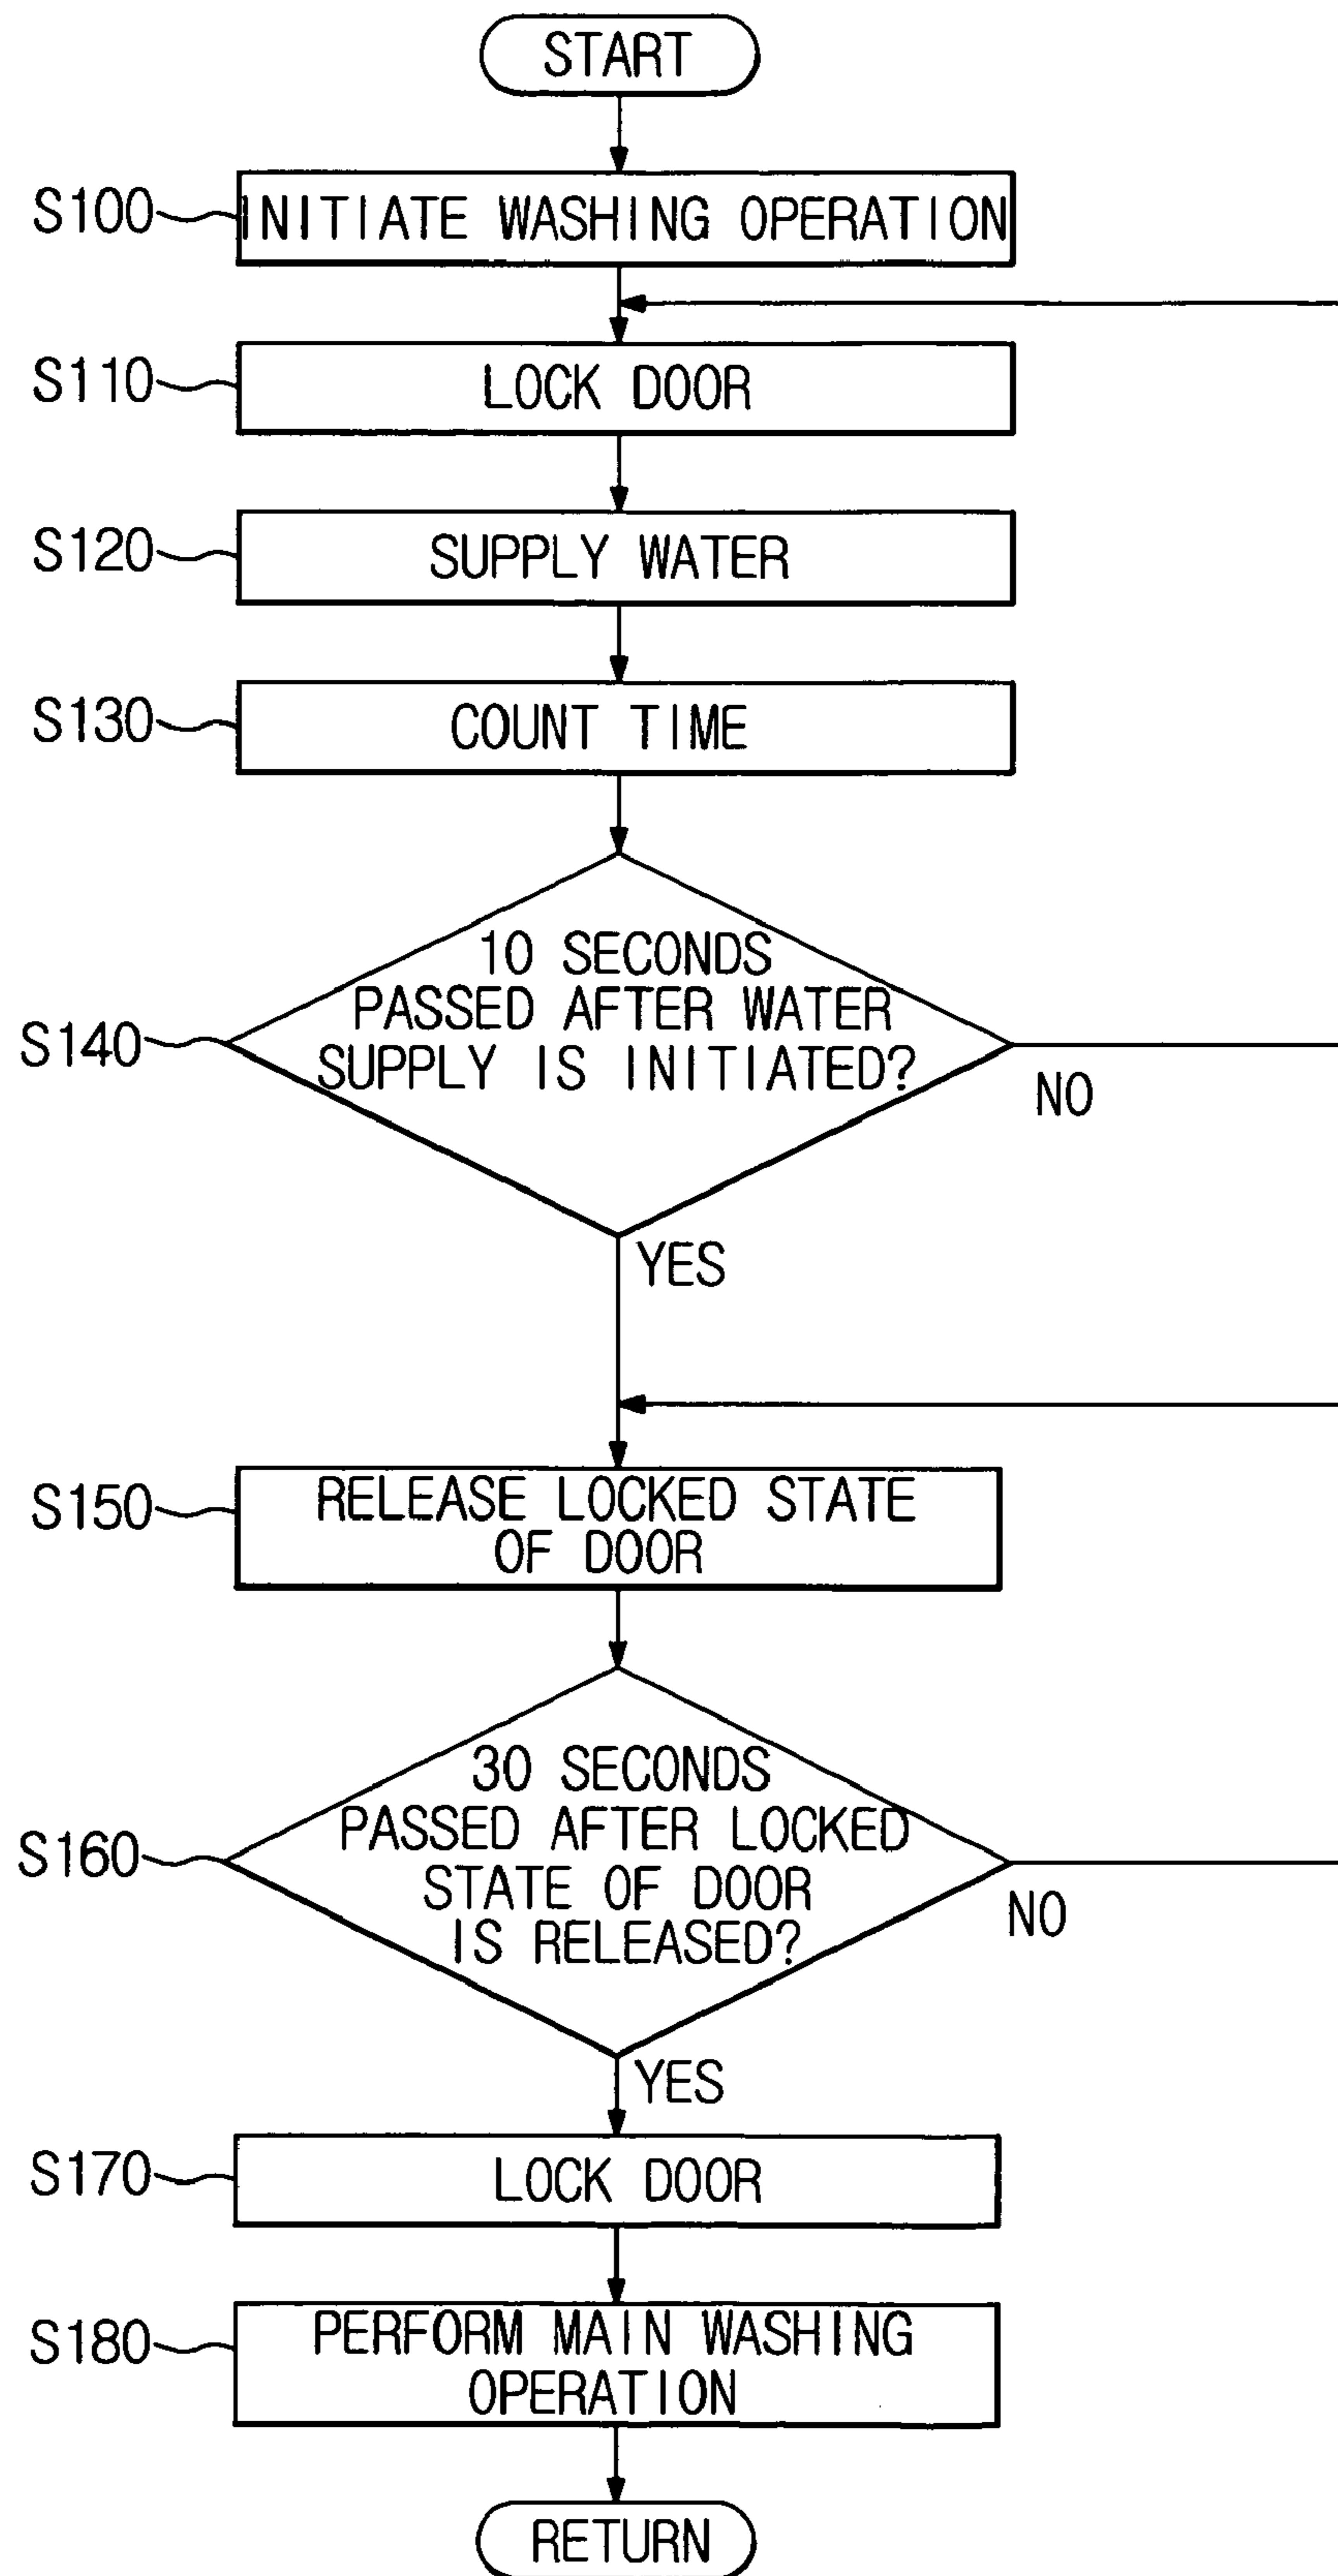 START
S100
INITIATE WASHING OPERATION
S110
LOCK DOOR
S120
SUPPLY WATER
S130
COUNT TIME
S140
10 SECONDS
PASSED AFTER WATER
SUPPLY IS INITIATED?
NO
YES
S150
RELEASE LOCKED STATE
OF DOOR
S160
30 SECONDS
PASSED AFTER LOCKED
STATE OF DOOR
IS RELEASED?
NO
YES
S170
LOCK DOOR
S180
PERFORM MAIN WASHING
OPERATION
RETURN